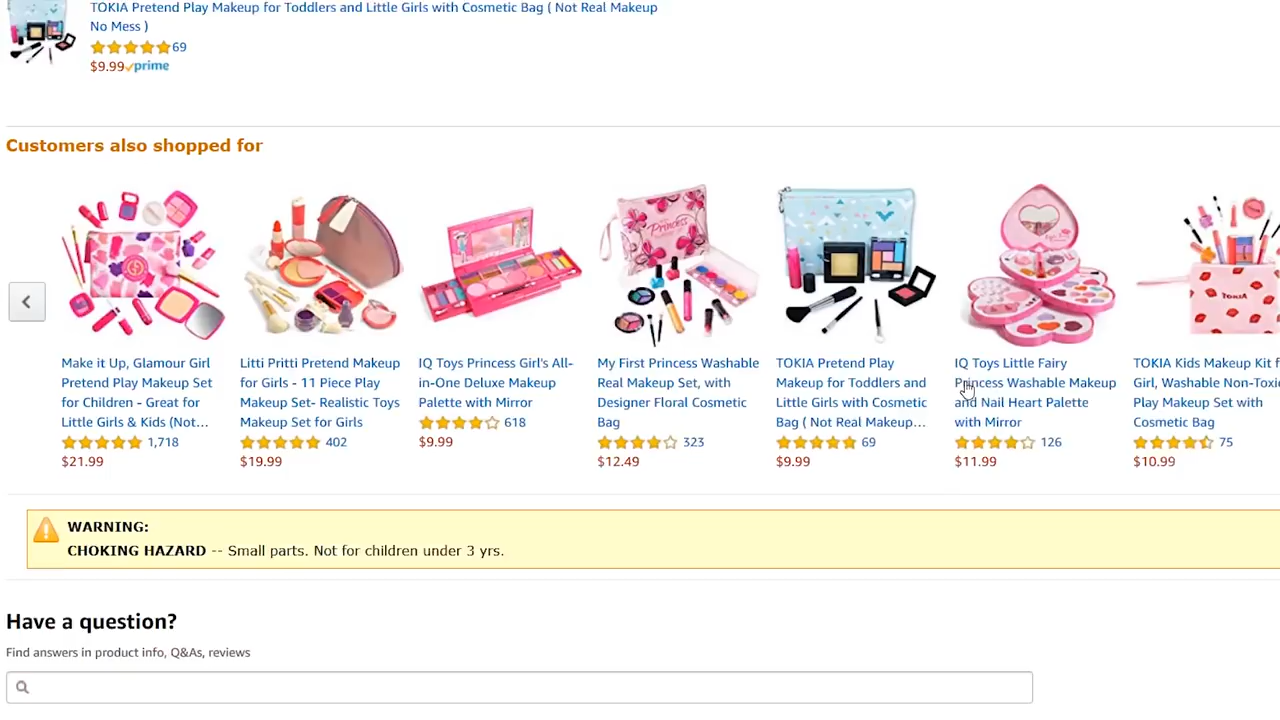 TOKIA Pretend Play Makeup for Toddlers and Little Girls with Cosmetic Bag ( Not Real Makeup
No Mess )
69
$9.99 prime
Customers also shopped for
Princess
TOKIA
Make it Up, Glamour Girl
Pretend Play Makeup Set
for Children - Great for
Little Girls & Kids (Not...
1,718
$21.99
Litti Pritti Pretend Makeup
for Girls - 11 Piece Play
Makeup Set- Realistic Toys
Makeup Set for Girls
402
$19.99
IQ Toys Princess Girl's All-
in-One Deluxe Makeup
Palette with Mirror
618
$9.99
My First Princess Washable
Real Makeup Set, with
Designer Floral Cosmetic
Bag
323
$12.49
TOKIA Pretend Play
Makeup for Toddlers and
Little Girls with Cosmetic
Bag ( Not Real Makeup...
69
$9.99
IQ Toys Little Fairy
Princess Washable Makeup
and Nail Heart Palette
with Mirror
126
$11.99
TOKIA Kids Makeup Kit f
Girl, Washable Non-Toxi
Play Makeup Set with
Cosmetic Bag
75
$10.99
WARNING:
CHOKING HAZARD -- Small parts. Not for children under 3 yrs.
Have a question?
Find answers in product info, Q&As, reviews